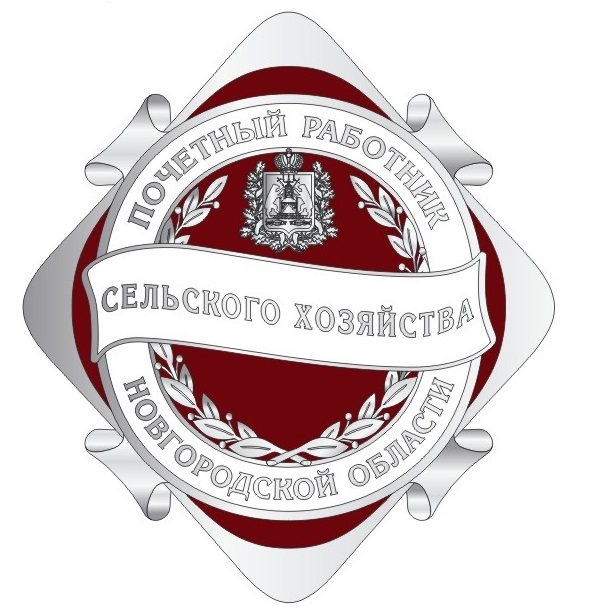 ПОЧЕТНЫЙ РАБОТНИК
СЕЛЬСКОГО ХОЗЯЙСТВА
НОВГОРОДСКОЙ ОБЛАСТИ